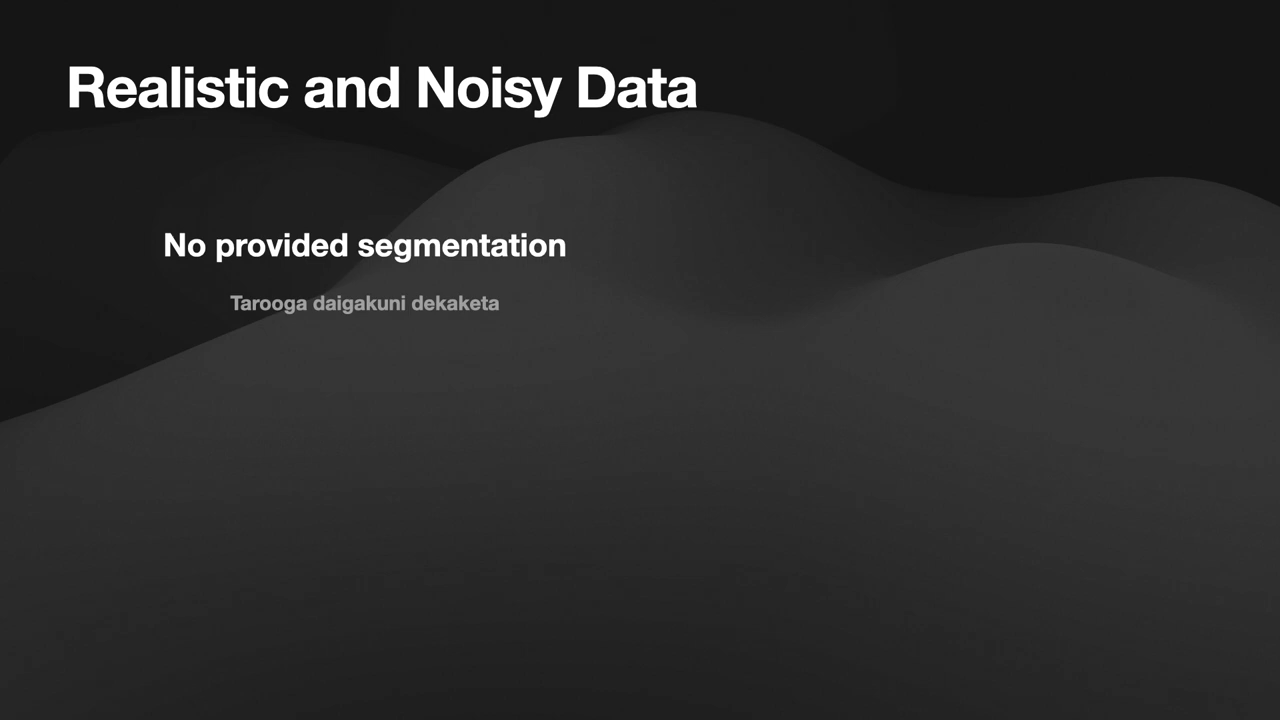 Realistic and Noisy Data
No provided segmentation
Tarooga daigakuni dekaketa